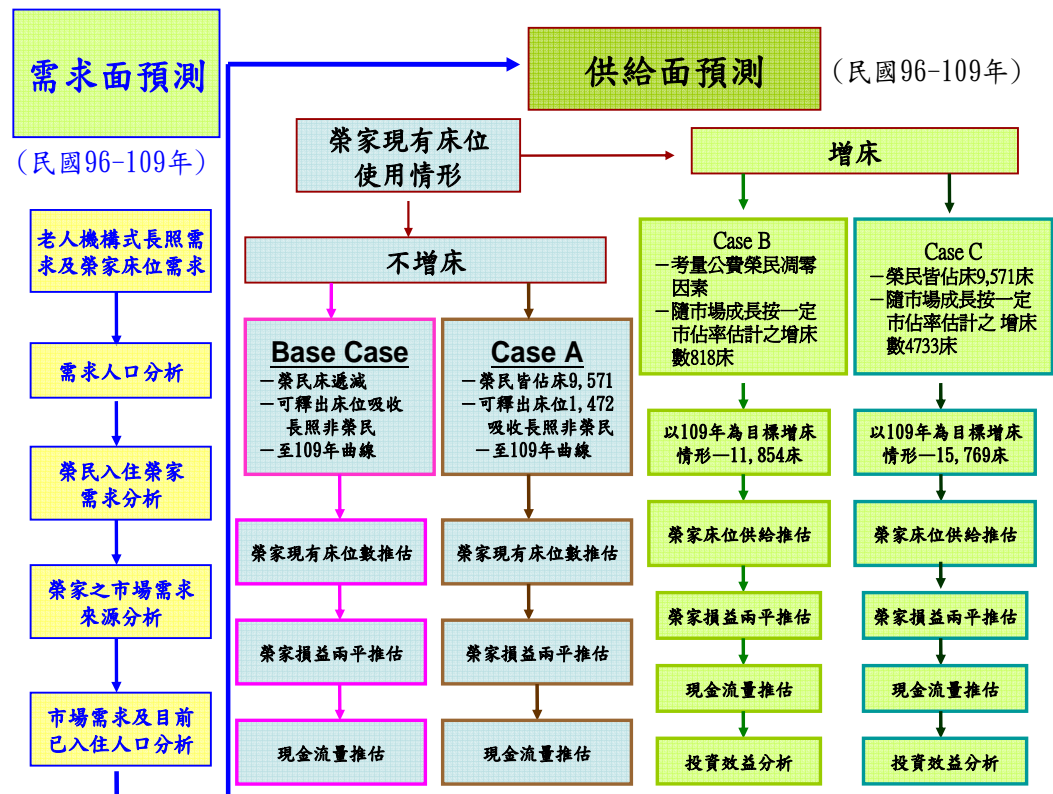 需求面預測
(民國96-109年)
老人機構式長照需
求及榮家床位需求
需求人口分析
榮民入住榮家
需求分析
榮家之市場需求
來源分析
市場需求及目前
已入住人口分析
供給面預測
(民國96-109年)
榮家現有床位
使用情形
增床
不增床
Base Case
－榮民床遞減
－可釋出床位吸收
長照非榮民
－至109年曲線
榮家現有床位數推估
榮家損益兩平推估
現金流量推估
Case A
－榮民皆佔床9,571
－可釋出床位1,472
吸收長照非榮民
－至109年曲線
榮家現有床位數推估
榮家損益兩平推估
現金流量推估
Case B
－考量公費榮民凋零
因素
－隨市場成長按一定
市佔率估計之增床
數818床
以109年為目標增床
情形—11,854床
榮家床位供給推估
榮家損益兩平推估
現金流量推估
投資效益分析
Case C
－榮民皆佔床9,571床
－隨市場成長按一定
市佔率估計之 增床
數4733床
以109年為目標增床
情形—15,769床
榮家床位供給推估
榮家損益兩平推估
現金流量推估
投資效益分析